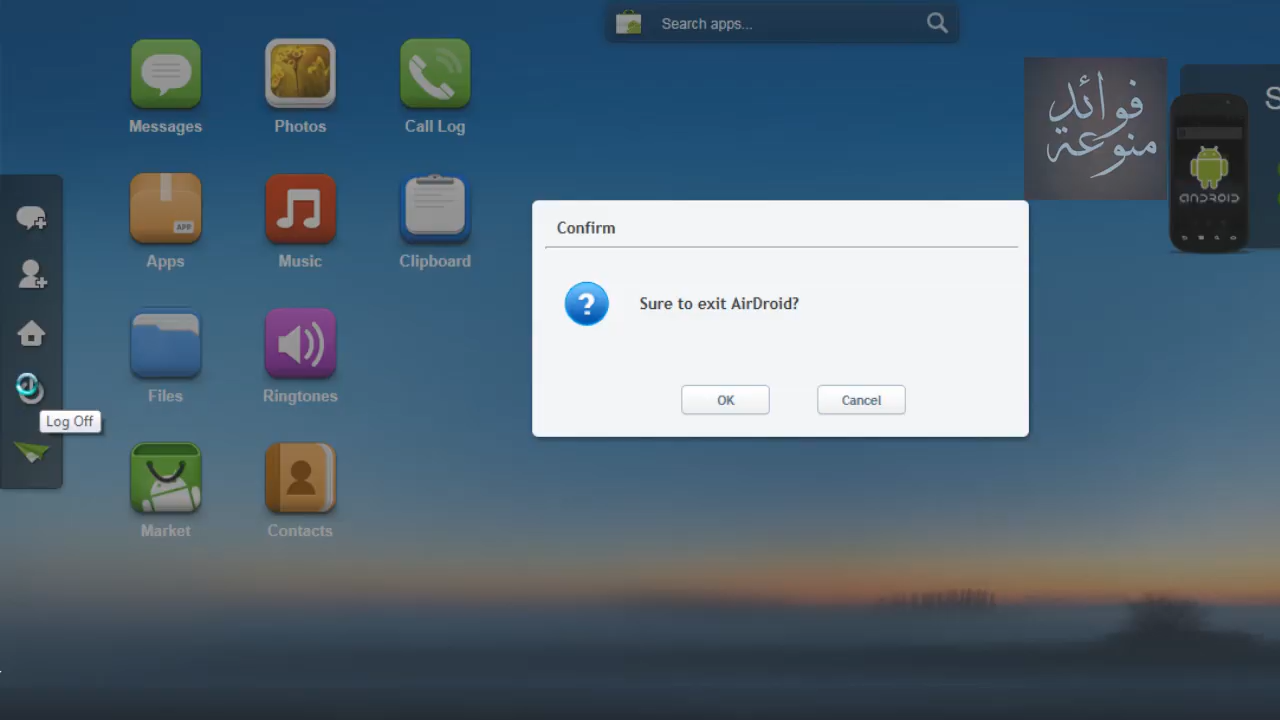 Search apps...
Messages
Photos
Call Log
فوائد
منوعة
S
ANDROID
Apps
APP
Music
Clipboard
Confirm
Sure to exit AirDroid?
OK
Cancel
Files
Ringtones
Log Off
Market
Contacts